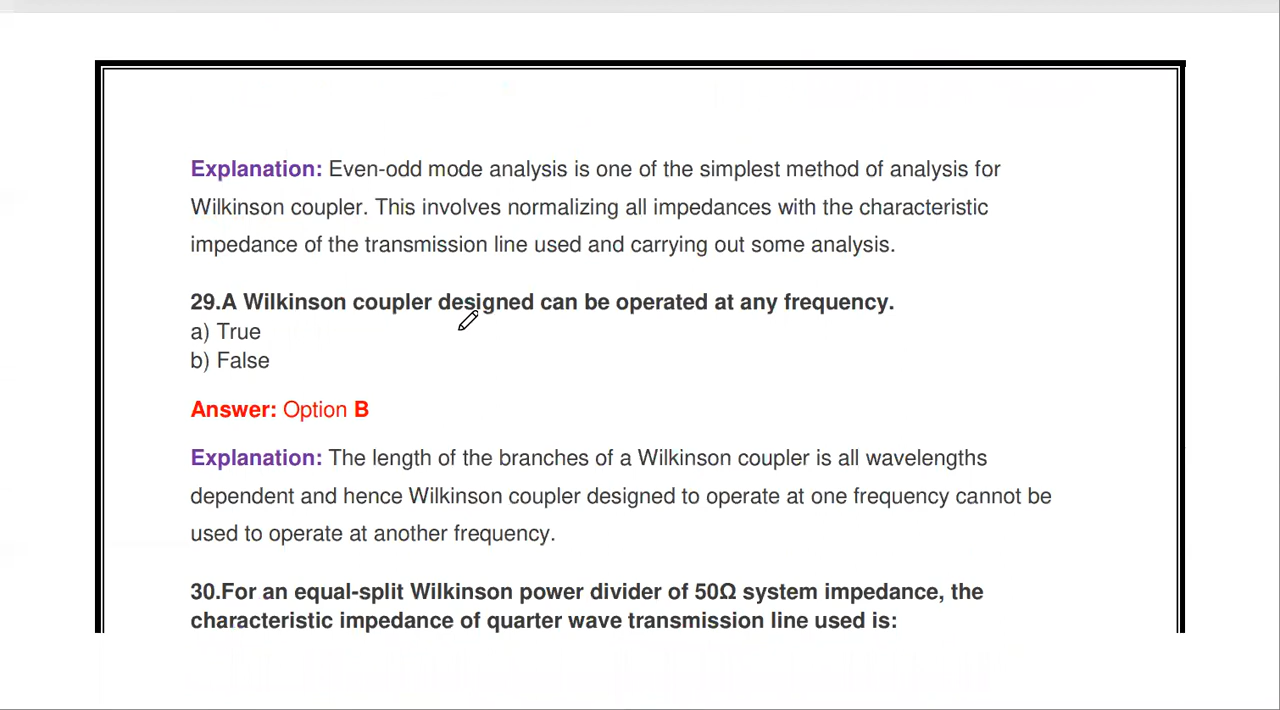 Explanation: Even-odd mode analysis is one of the simplest method of analysis for
Wilkinson coupler. This involves normalizing all impedances with the characteristic
impedance of the transmission line used and carrying out some analysis.
29.A Wilkinson coupler designed can be operated at any frequency.
a) True
b) False
Answer: Option B
Explanation: The length of the branches of a Wilkinson coupler is all wavelengths
dependent and hence Wilkinson coupler designed to operate at one frequency cannot be
used to operate at another frequency.
30.For an equal-split Wilkinson power divider of 50Ω system impedance, the
characteristic impedance of quarter wave transmission line used is: